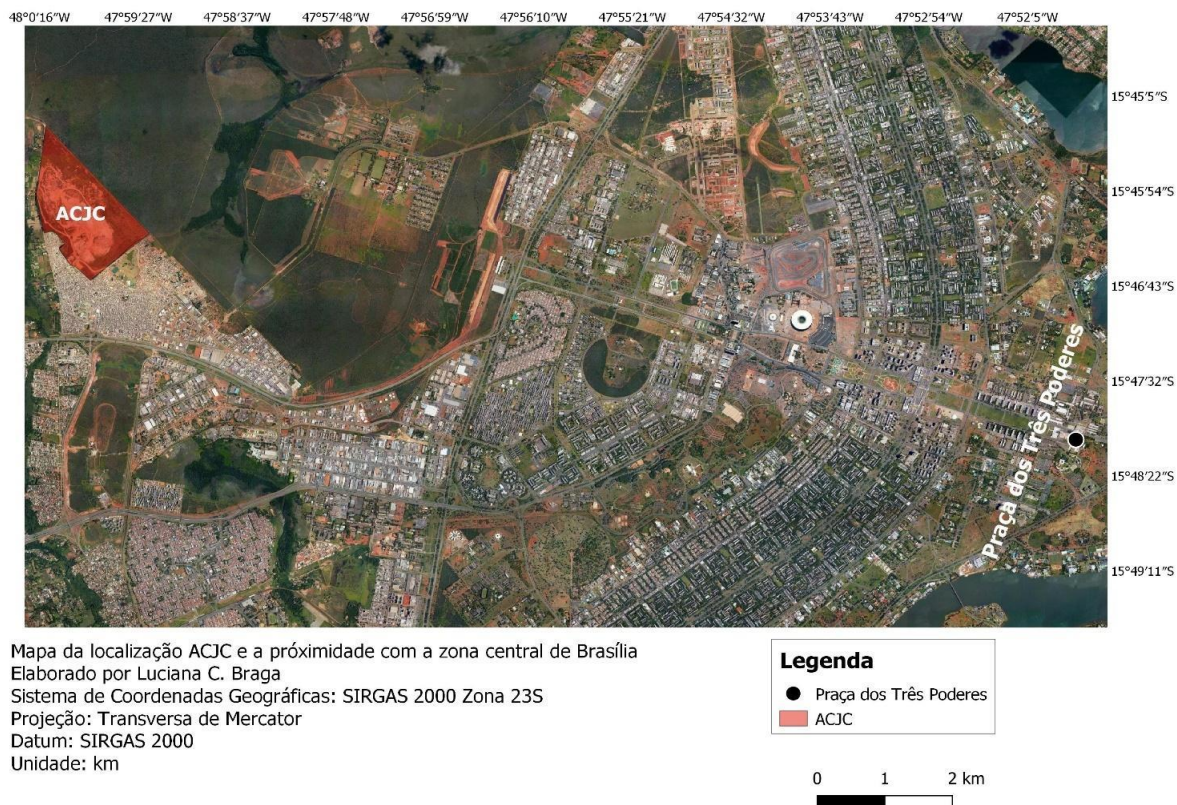 48°0′16″W 47°59′27″W 47°58′37″W 47°57′48″W 47°56′59″W 47°56′10″W 47°55′21″W 47°54′32″W 47°53′43″W 47°52′54″W 47°52′5″W
15°45′5″S
15°45′54″S
ACJC
15°46′43″S
15°47′32″S
Praça dos Três Poderes
15°48′22″S
15°49′11″S
Mapa da localização ACJC e a próximidade com a zona central de Brasília
Elaborado por Luciana C. Braga
Sistema de Coordenadas Geográficas: SIRGAS 2000 Zona 23S
Projeção: Transversa de Mercator
Datum: SIRGAS 2000
Unidade: km
Legenda
Praça dos Três Poderes
ACJC
0 1 2 km